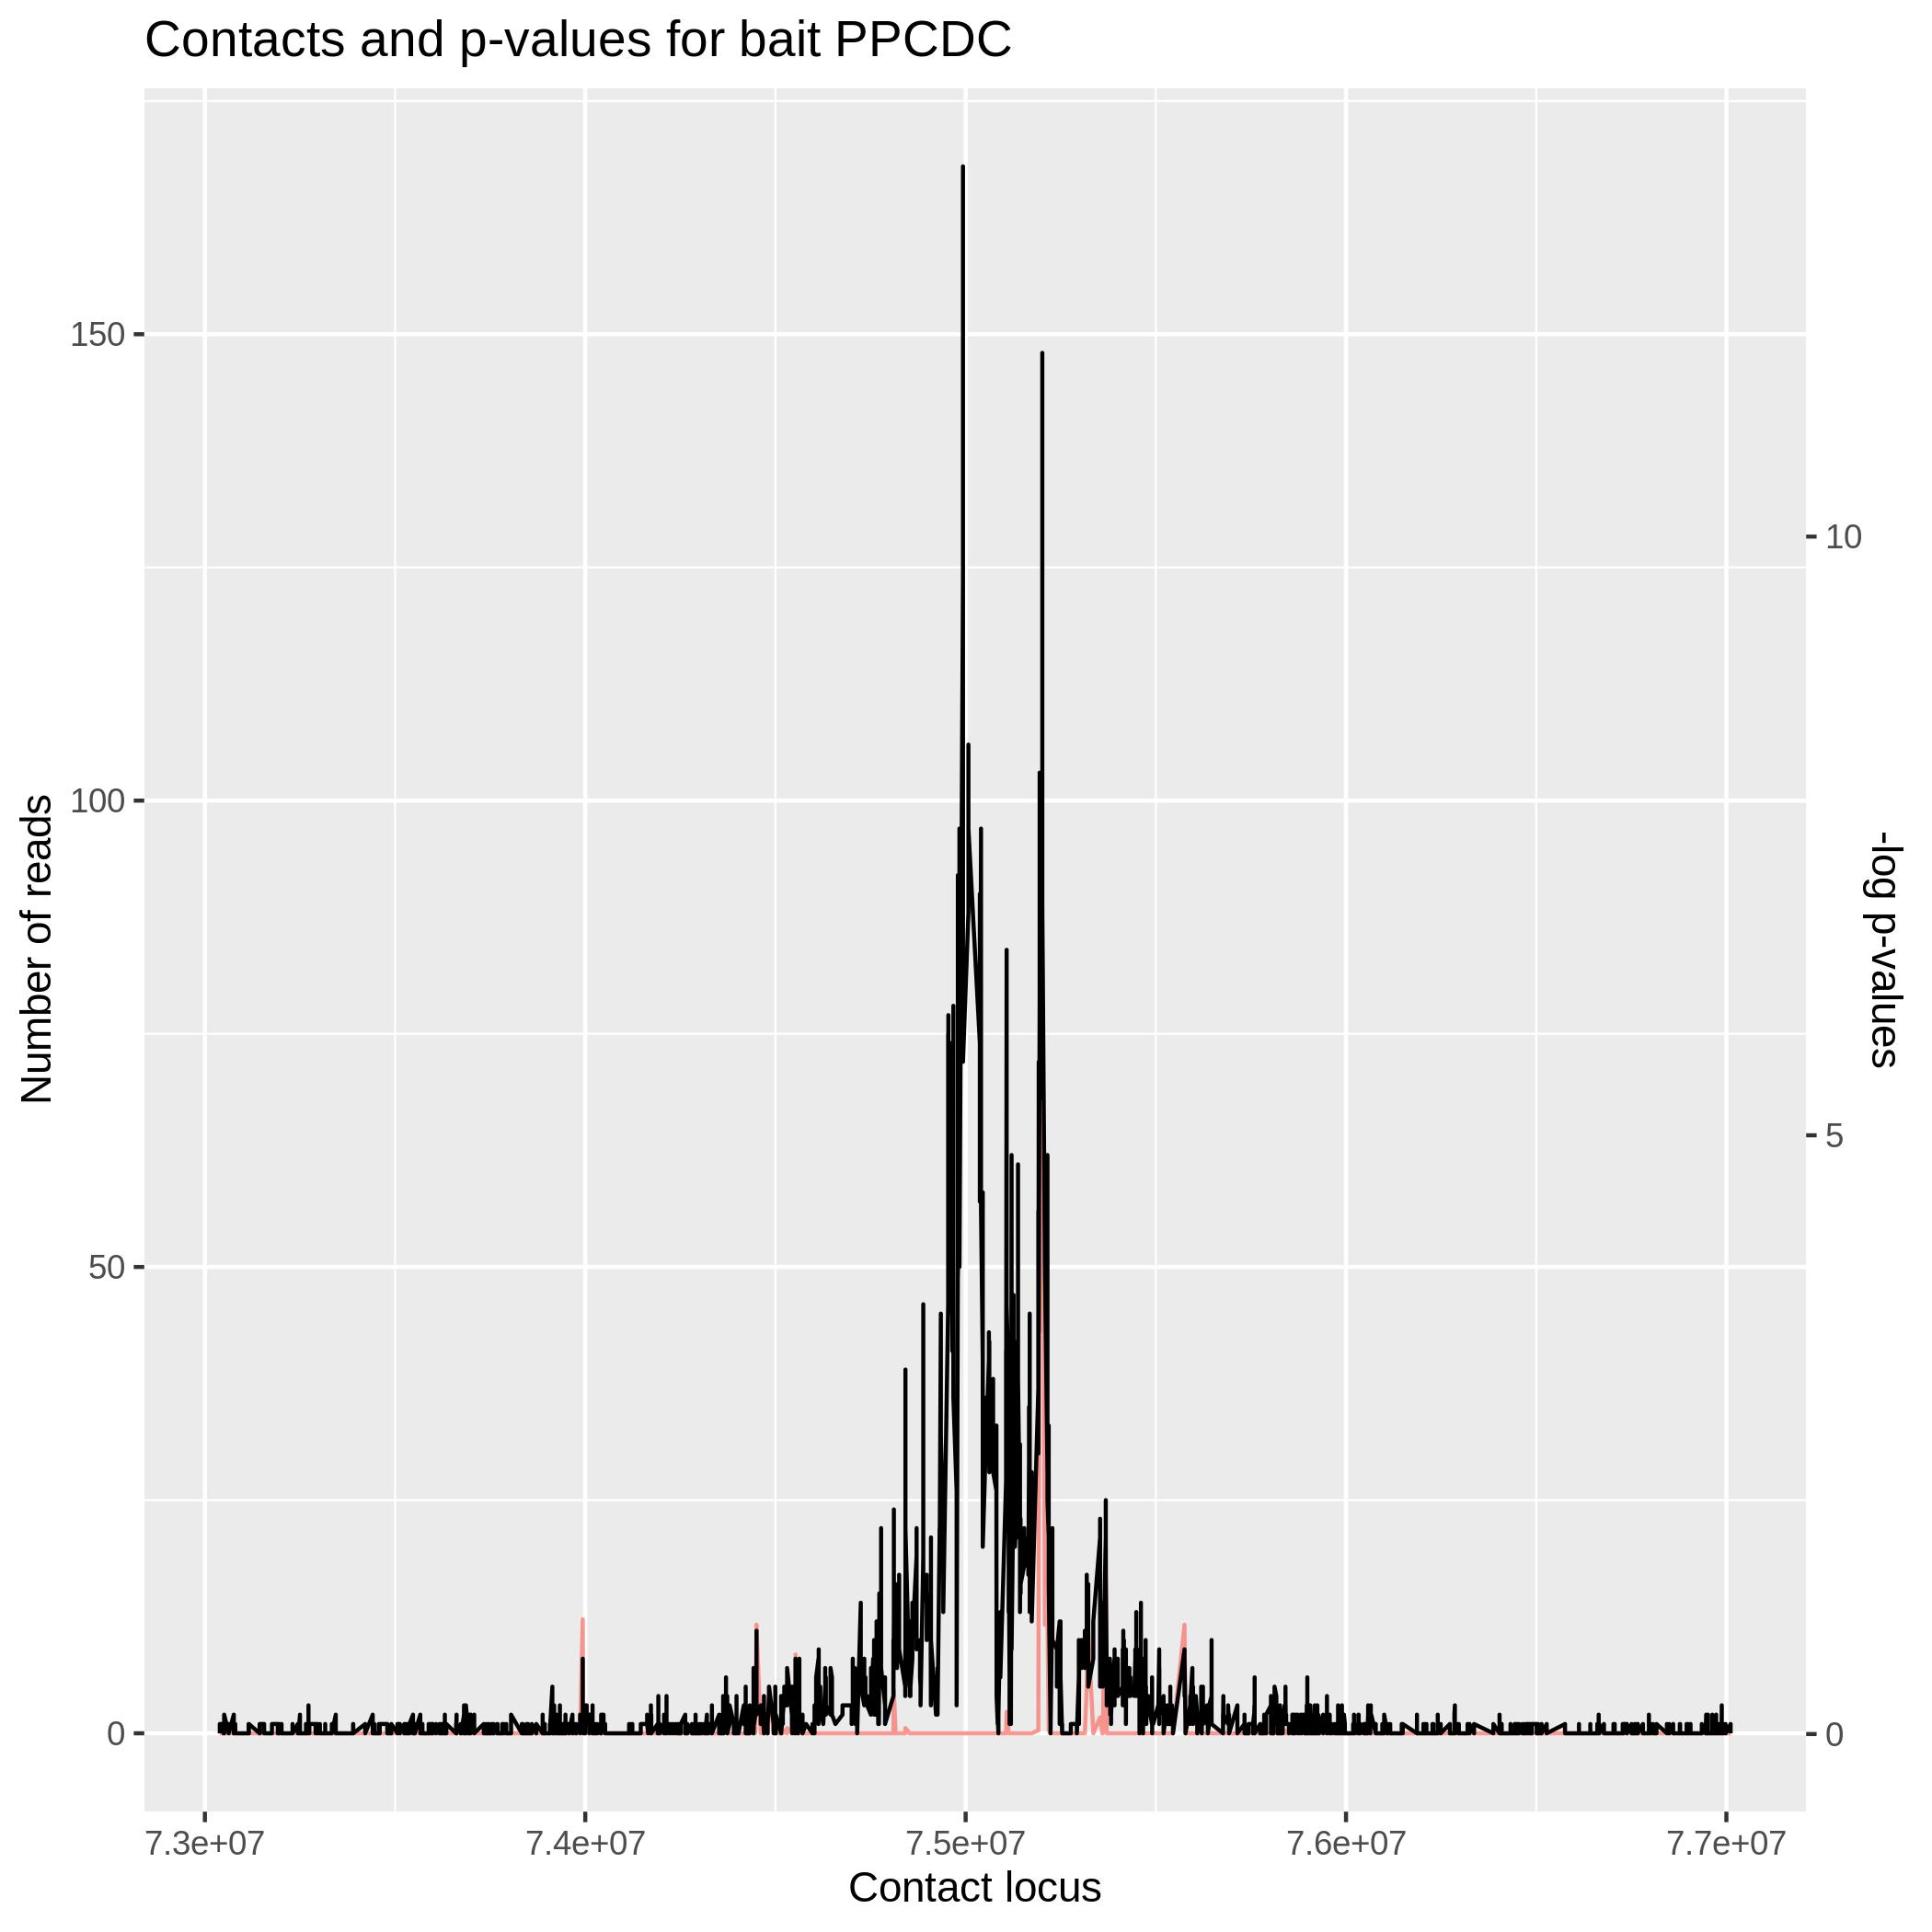 Contacts and p-values for bait PPCDC
150
100
50
0
Number of reads
10
5
0
-log p-values
7.3e+07
7.4e+07
7.5e+07
7.6e+07
7.7e+07
Contact locus